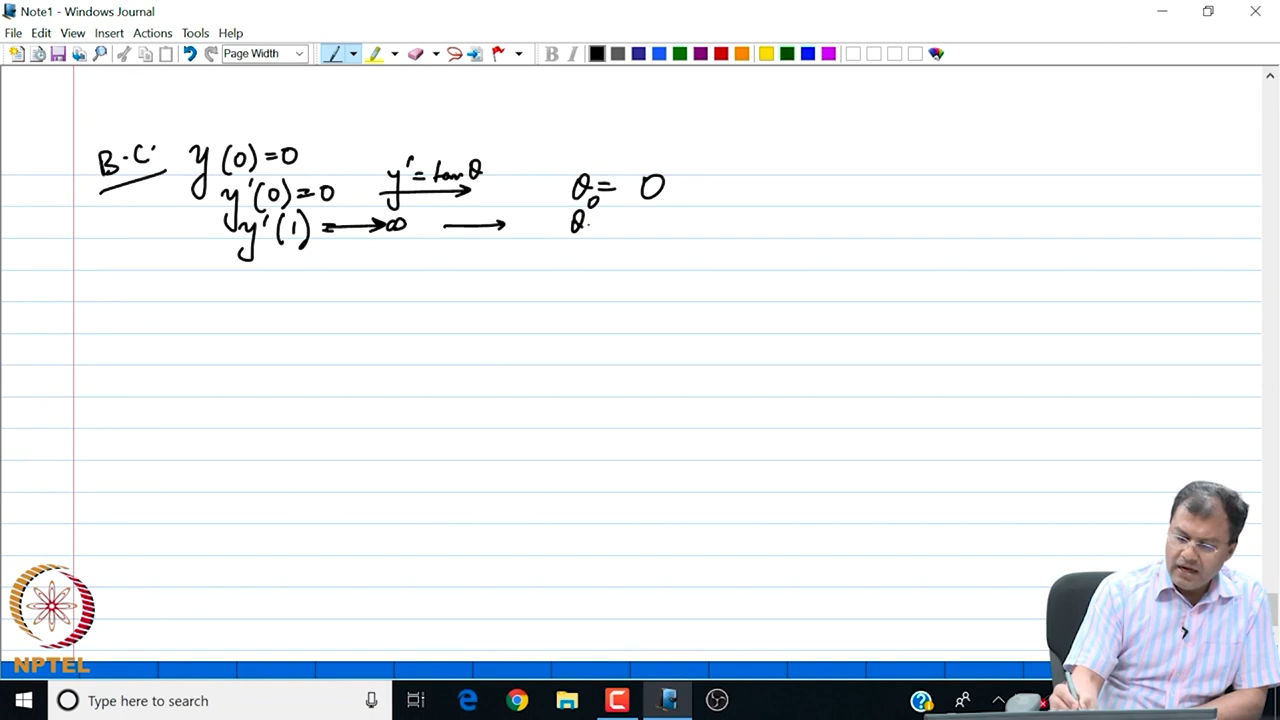 Note1 - Windows Journal
File Edit View Insert Actions Tools Help
Page Width
B I
B.C: y(0)=0
y'(0)=0 y'=tanθ θ₀= 0
y'(1) = → ∞ → θ
NPTEL
Type here to search